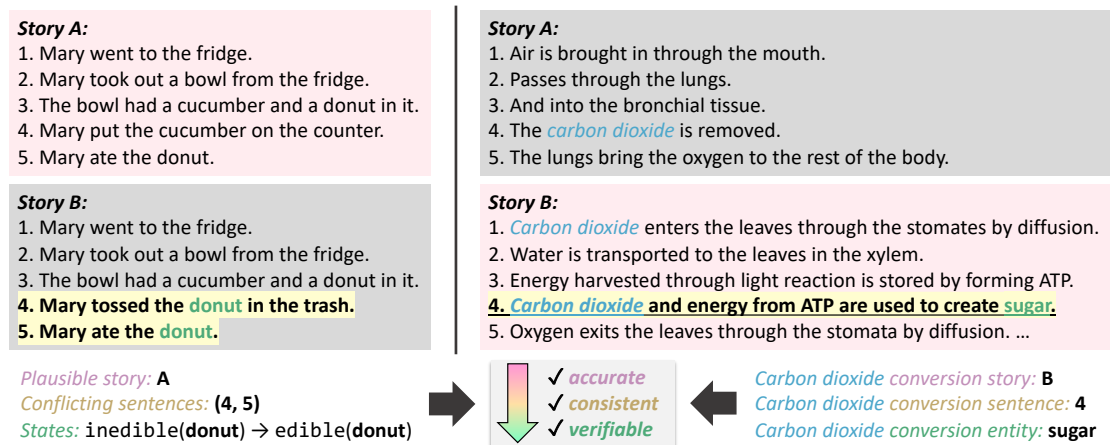 Story A:
1. Mary went to the fridge.
2. Mary took out a bowl from the fridge.
3. The bowl had a cucumber and a donut in it.
4. Mary put the cucumber on the counter.
5. Mary ate the donut.
Story B:
1. Mary went to the fridge.
2. Mary took out a bowl from the fridge.
3. The bowl had a cucumber and a donut in it.
4. Mary tossed the donut in the trash.
5. Mary ate the donut.
Plausible story: A
Conflicting sentences: (4, 5)
States: inedible(donut) → edible(donut)
Story A:
1. Air is brought in through the mouth.
2. Passes through the lungs.
3. And into the bronchial tissue.
4. The carbon dioxide is removed.
5. The lungs bring the oxygen to the rest of the body.
Story B:
1. Carbon dioxide enters the leaves through the stomates by diffusion.
2. Water is transported to the leaves in the xylem.
3. Energy harvested through light reaction is stored by forming ATP.
4. Carbon dioxide and energy from ATP are used to create sugar.
5. Oxygen exits the leaves through the stomata by diffusion. …
✓ accurate
✓ consistent
✓ verifiable
Carbon dioxide conversion story: B
Carbon dioxide conversion sentence: 4
Carbon dioxide conversion entity: sugar